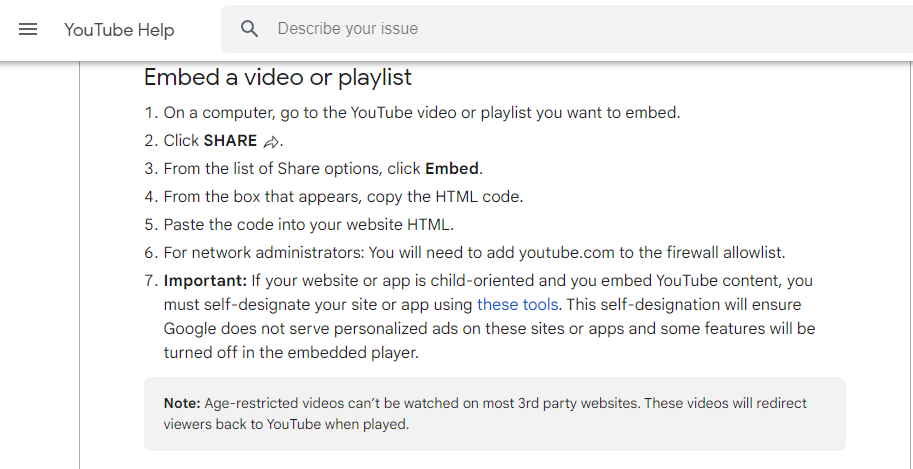 YouTube Help
Describe your issue
Embed a video or playlist
1. On a computer, go to the YouTube video or playlist you want to embed.
2. Click SHARE .
3. From the list of Share options, click Embed.
4. From the box that appears, copy the HTML code.
5. Paste the code into your website HTML.
6. For network administrators: You will need to add youtube.com to the firewall allowlist.
7. Important: If your website or app is child-oriented and you embed YouTube content, you
must self-designate your site or app using these tools. This self-designation will ensure
Google does not serve personalized ads on these sites or apps and some features will be
turned off in the embedded player.
Note: Age-restricted videos can’t be watched on most 3rd party websites. These videos will redirect
viewers back to YouTube when played.